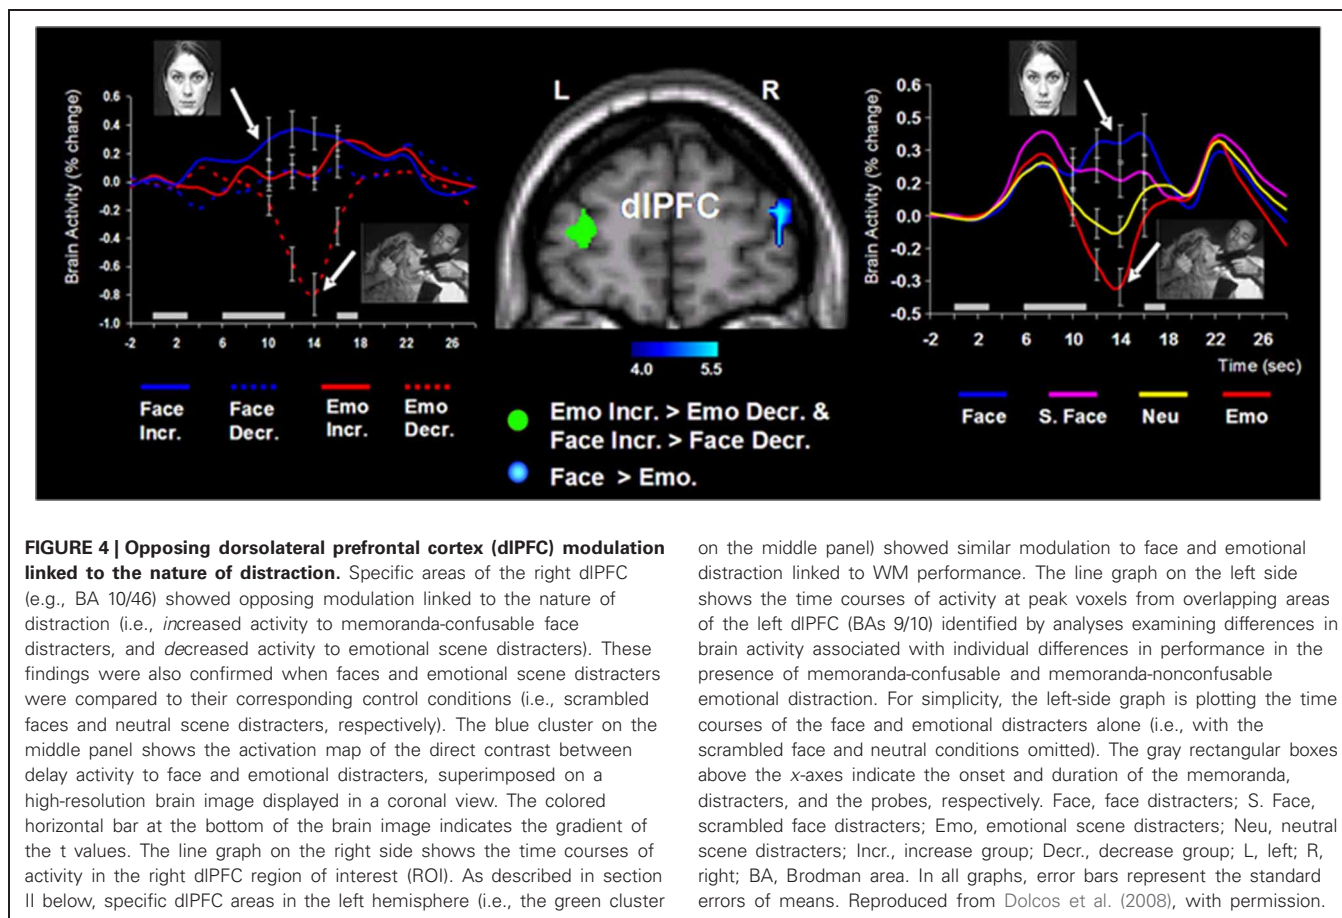 L
R
dlPFC
Brain Activity (% change)
0.6
0.4
0.2
0.0
-0.2
-0.4
-0.6
-0.8
-1.0
-2 2 6 10 14 18 22 26
Face Incr.
Face Decr.
Emo Incr.
Emo Decr.
4.0 5.5
Emo Incr. > Emo Decr. &
Face Incr. > Face Decr.
Face > Emo.
Brain Activity (% change)
0.6
0.5
0.3
0.2
0.0
-0.2
-0.3
-0.5
-2 2 6 10 14 18 22 26
Time (sec)
Face S. Face Neu Emo
FIGURE 4 | Opposing dorsolateral prefrontal cortex (dlPFC) modulation
linked to the nature of distraction. Specific areas of the right dlPFC
(e.g., BA 10/46) showed opposing modulation linked to the nature of
distraction (i.e., increased activity to memoranda-confusable face
distracters, and decreased activity to emotional scene distracters). These
findings were also confirmed when faces and emotional scene distracters
were compared to their corresponding control conditions (i.e., scrambled
faces and neutral scene distracters, respectively). The blue cluster on the
middle panel shows the activation map of the direct contrast between
delay activity to face and emotional distracters, superimposed on a
high-resolution brain image displayed in a coronal view. The colored
horizontal bar at the bottom of the brain image indicates the gradient of
the t values. The line graph on the right side shows the time courses of
activity in the right dlPFC region of interest (ROI). As described in section
II below, specific dlPFC areas in the left hemisphere (i.e., the green cluster
on the middle panel) showed similar modulation to face and emotional
distraction linked to WM performance. The line graph on the left side
shows the time courses of activity at peak voxels from overlapping areas
of the left dlPFC (BAs 9/10) identified by analyses examining differences in
brain activity associated with individual differences in performance in the
presence of memoranda-confusable and memoranda-nonconfusable
emotional distraction. For simplicity, the left-side graph is plotting the time
courses of the face and emotional distracters alone (i.e., with the
scrambled face and neutral conditions omitted). The gray rectangular boxes
above the x-axes indicate the onset and duration of the memoranda,
distracters, and the probes, respectively. Face, face distracters; S. Face,
scrambled face distracters; Emo, emotional scene distracters; Neu, neutral
scene distracters; Incr., increase group; Decr., decrease group; L, left; R,
right; BA, Brodman area. In all graphs, error bars represent the standard
errors of means. Reproduced from Dolcos et al. (2008), with permission.